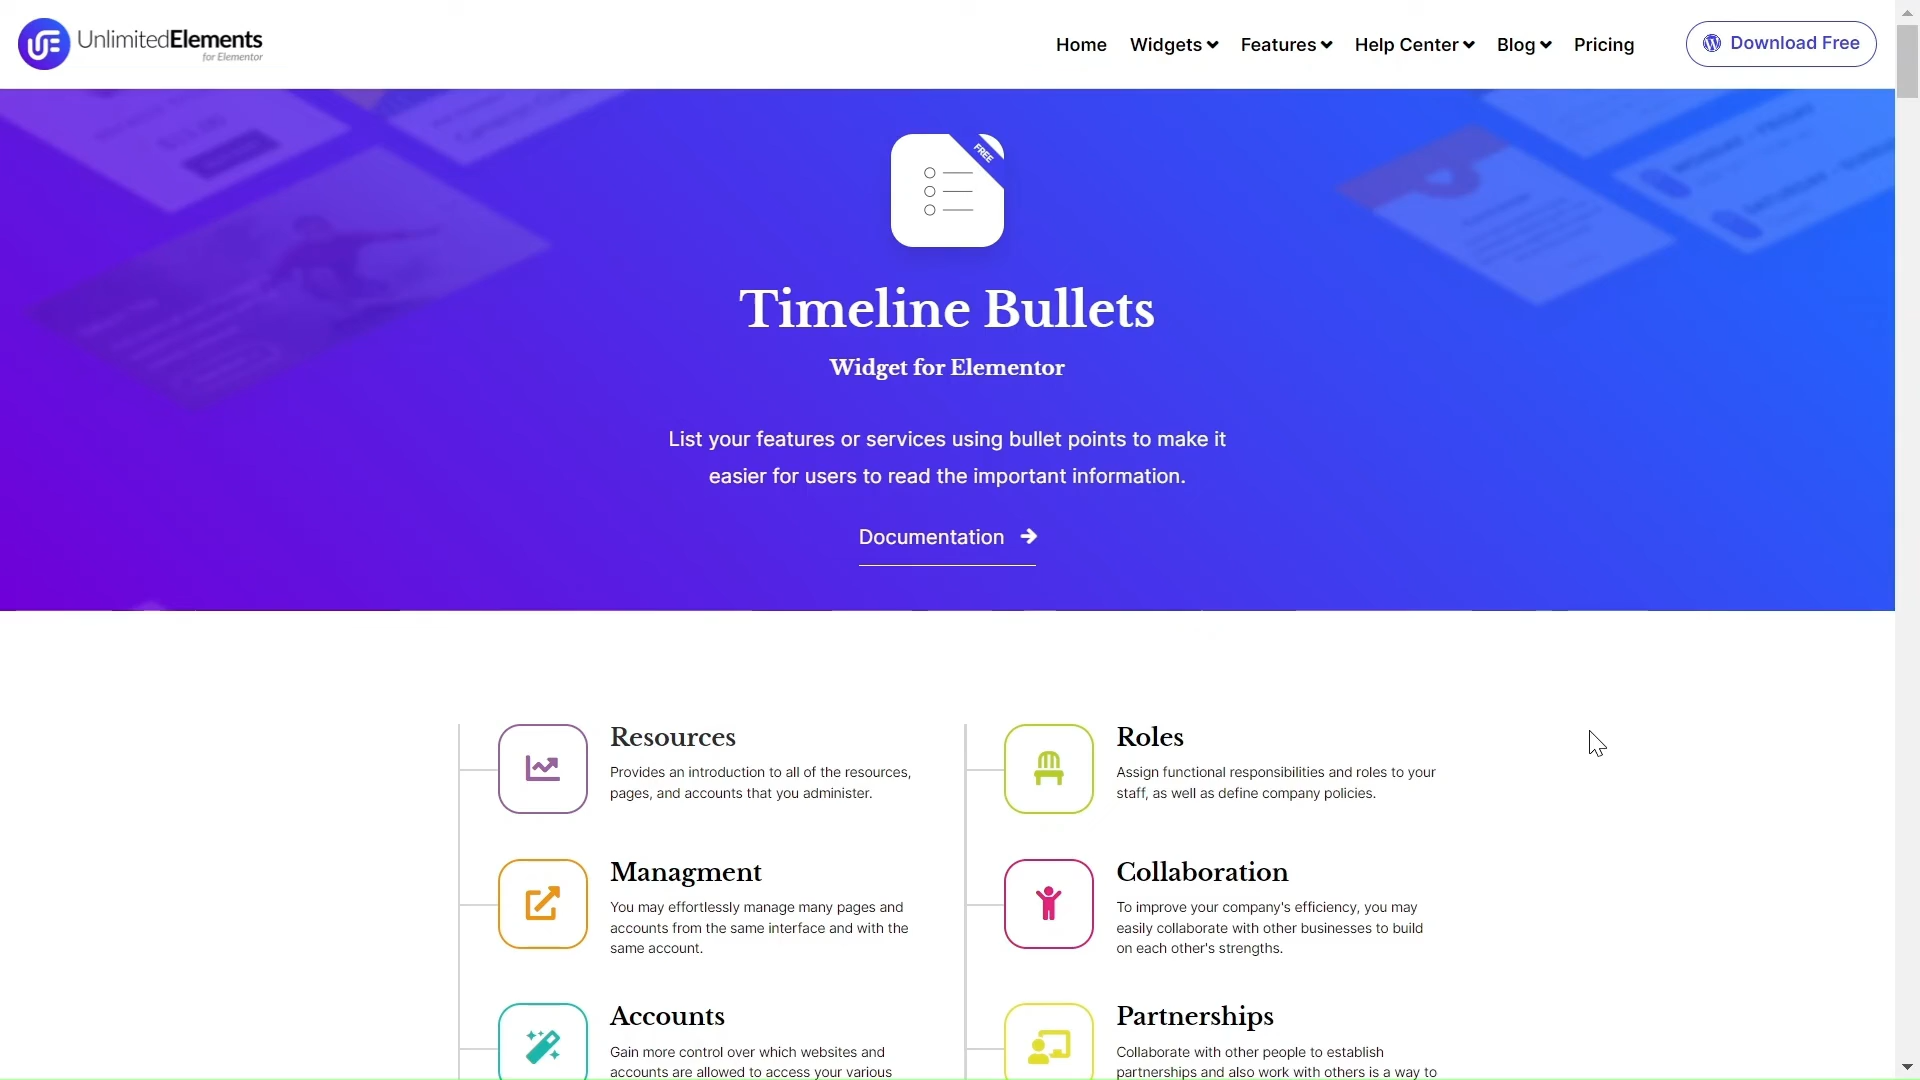 UnlimitedElements
for Elementor
Home
Widgets
Features
Help Center
Blog
Pricing
Download Free
FREE
Timeline Bullets
Widget for Elementor
List your features or services using bullet points to make it
easier for users to read the important information.
Documentation
Resources
Provides an introduction to all of the resources,
pages, and accounts that you administer.
Roles
Assign functional responsibilities and roles to your
staff, as well as define company policies.
Managment
You may effortlessly manage many pages and
accounts from the same interface and with the
same account.
Collaboration
To improve your company's efficiency, you may
easily collaborate with other businesses to build
on each other's strengths.
Accounts
Gain more control over which websites and
accounts are allowed to access your various
Partnerships
Collaborate with other people to establish
partnerships and also work with others is a way to